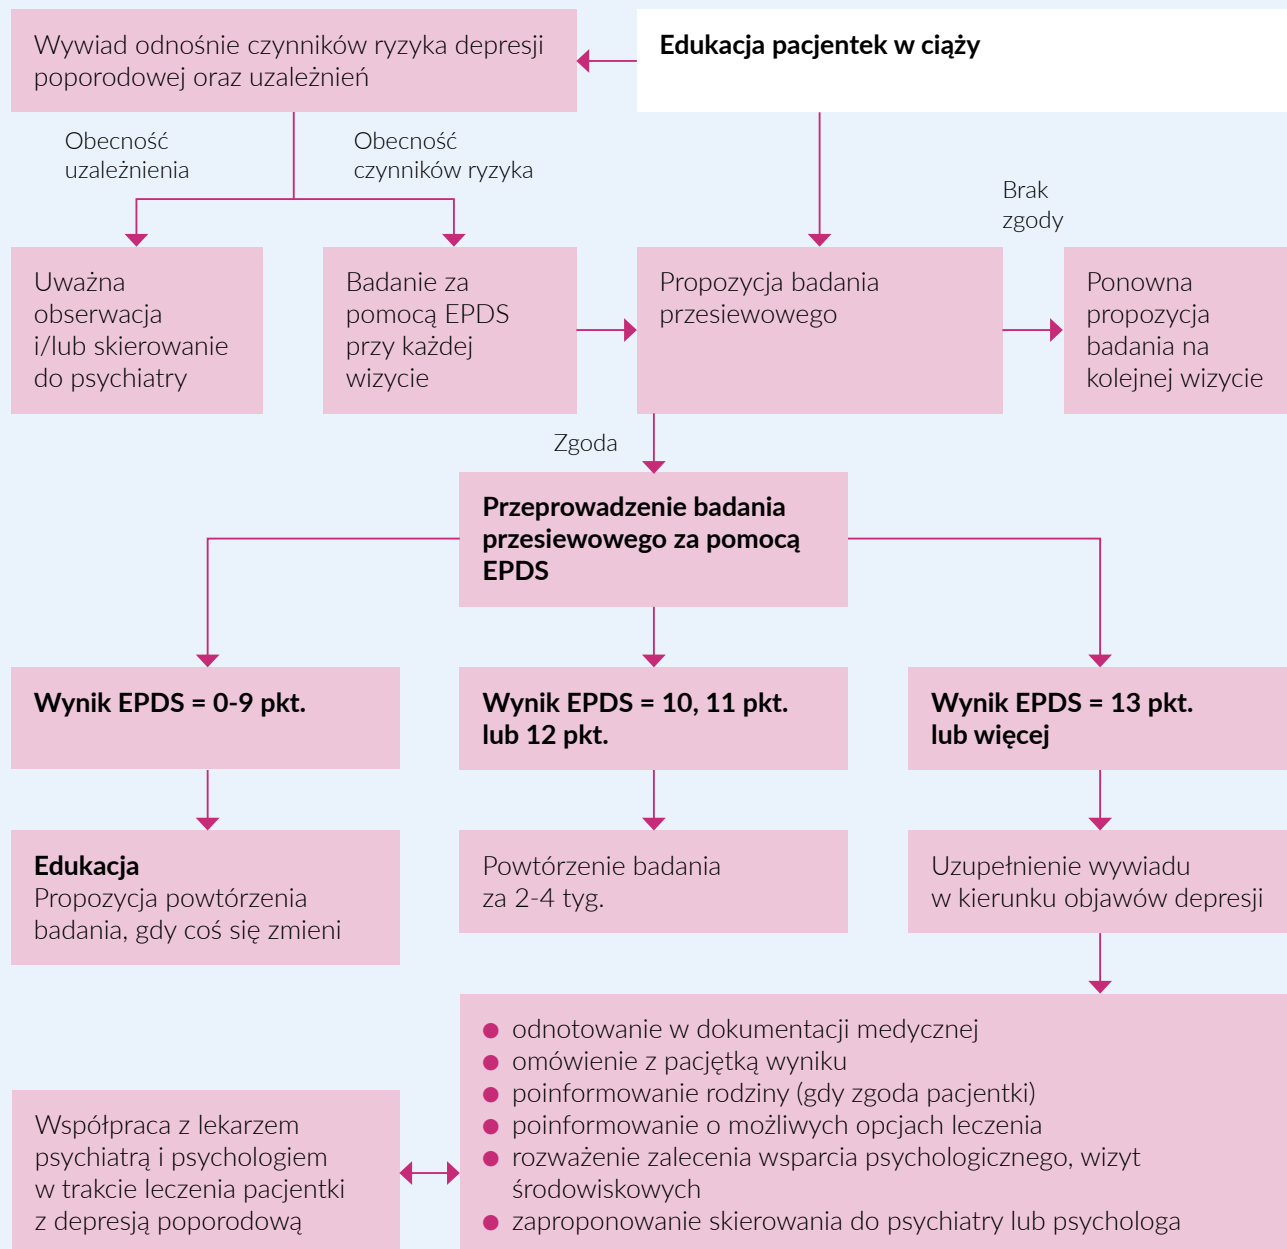 Wywiad odnośnie czynników ryzyka depresji
poporodowej oraz uzależnień
Edukacja pacjentek w ciąży
Obecność
uzależnienia
Obecność
czynników ryzyka
Brak
zgody
Uważna
obserwacja
i/lub skierowanie
do psychiatry
Badanie za
pomocą EPDS
przy każdej
wizycie
Propozycja badania
przesiewowego
Ponowna
propozycja
badania na
kolejnej wizycie
Zgoda
Przeprowadzenie badania
przesiewowego za pomocą
EPDS
Wynik EPDS = 0-9 pkt.
Wynik EPDS = 10, 11 pkt.
lub 12 pkt.
Wynik EPDS = 13 pkt.
lub więcej
Edukacja
Propozycja powtórzenia
badania, gdy coś się zmieni
Powtórzenie badania
za 2-4 tyg.
Uzupełnienie wywiadu
w kierunku objawów depresji
● odnotowanie w dokumentacji medycznej
● omówienie z pacjętką wyniku
● poinformowanie rodziny (gdy zgoda pacjentki)
● poinformowanie o możliwych opcjach leczenia
● rozważenie zalecenia wsparcia psychologicznego, wizyt
środowiskowych
● zaproponowanie skierowania do psychiatry lub psychologa
Współpraca z lekarzem
psychiatrą i psychologiem
w trakcie leczenia pacjentki
z depresją poporodową